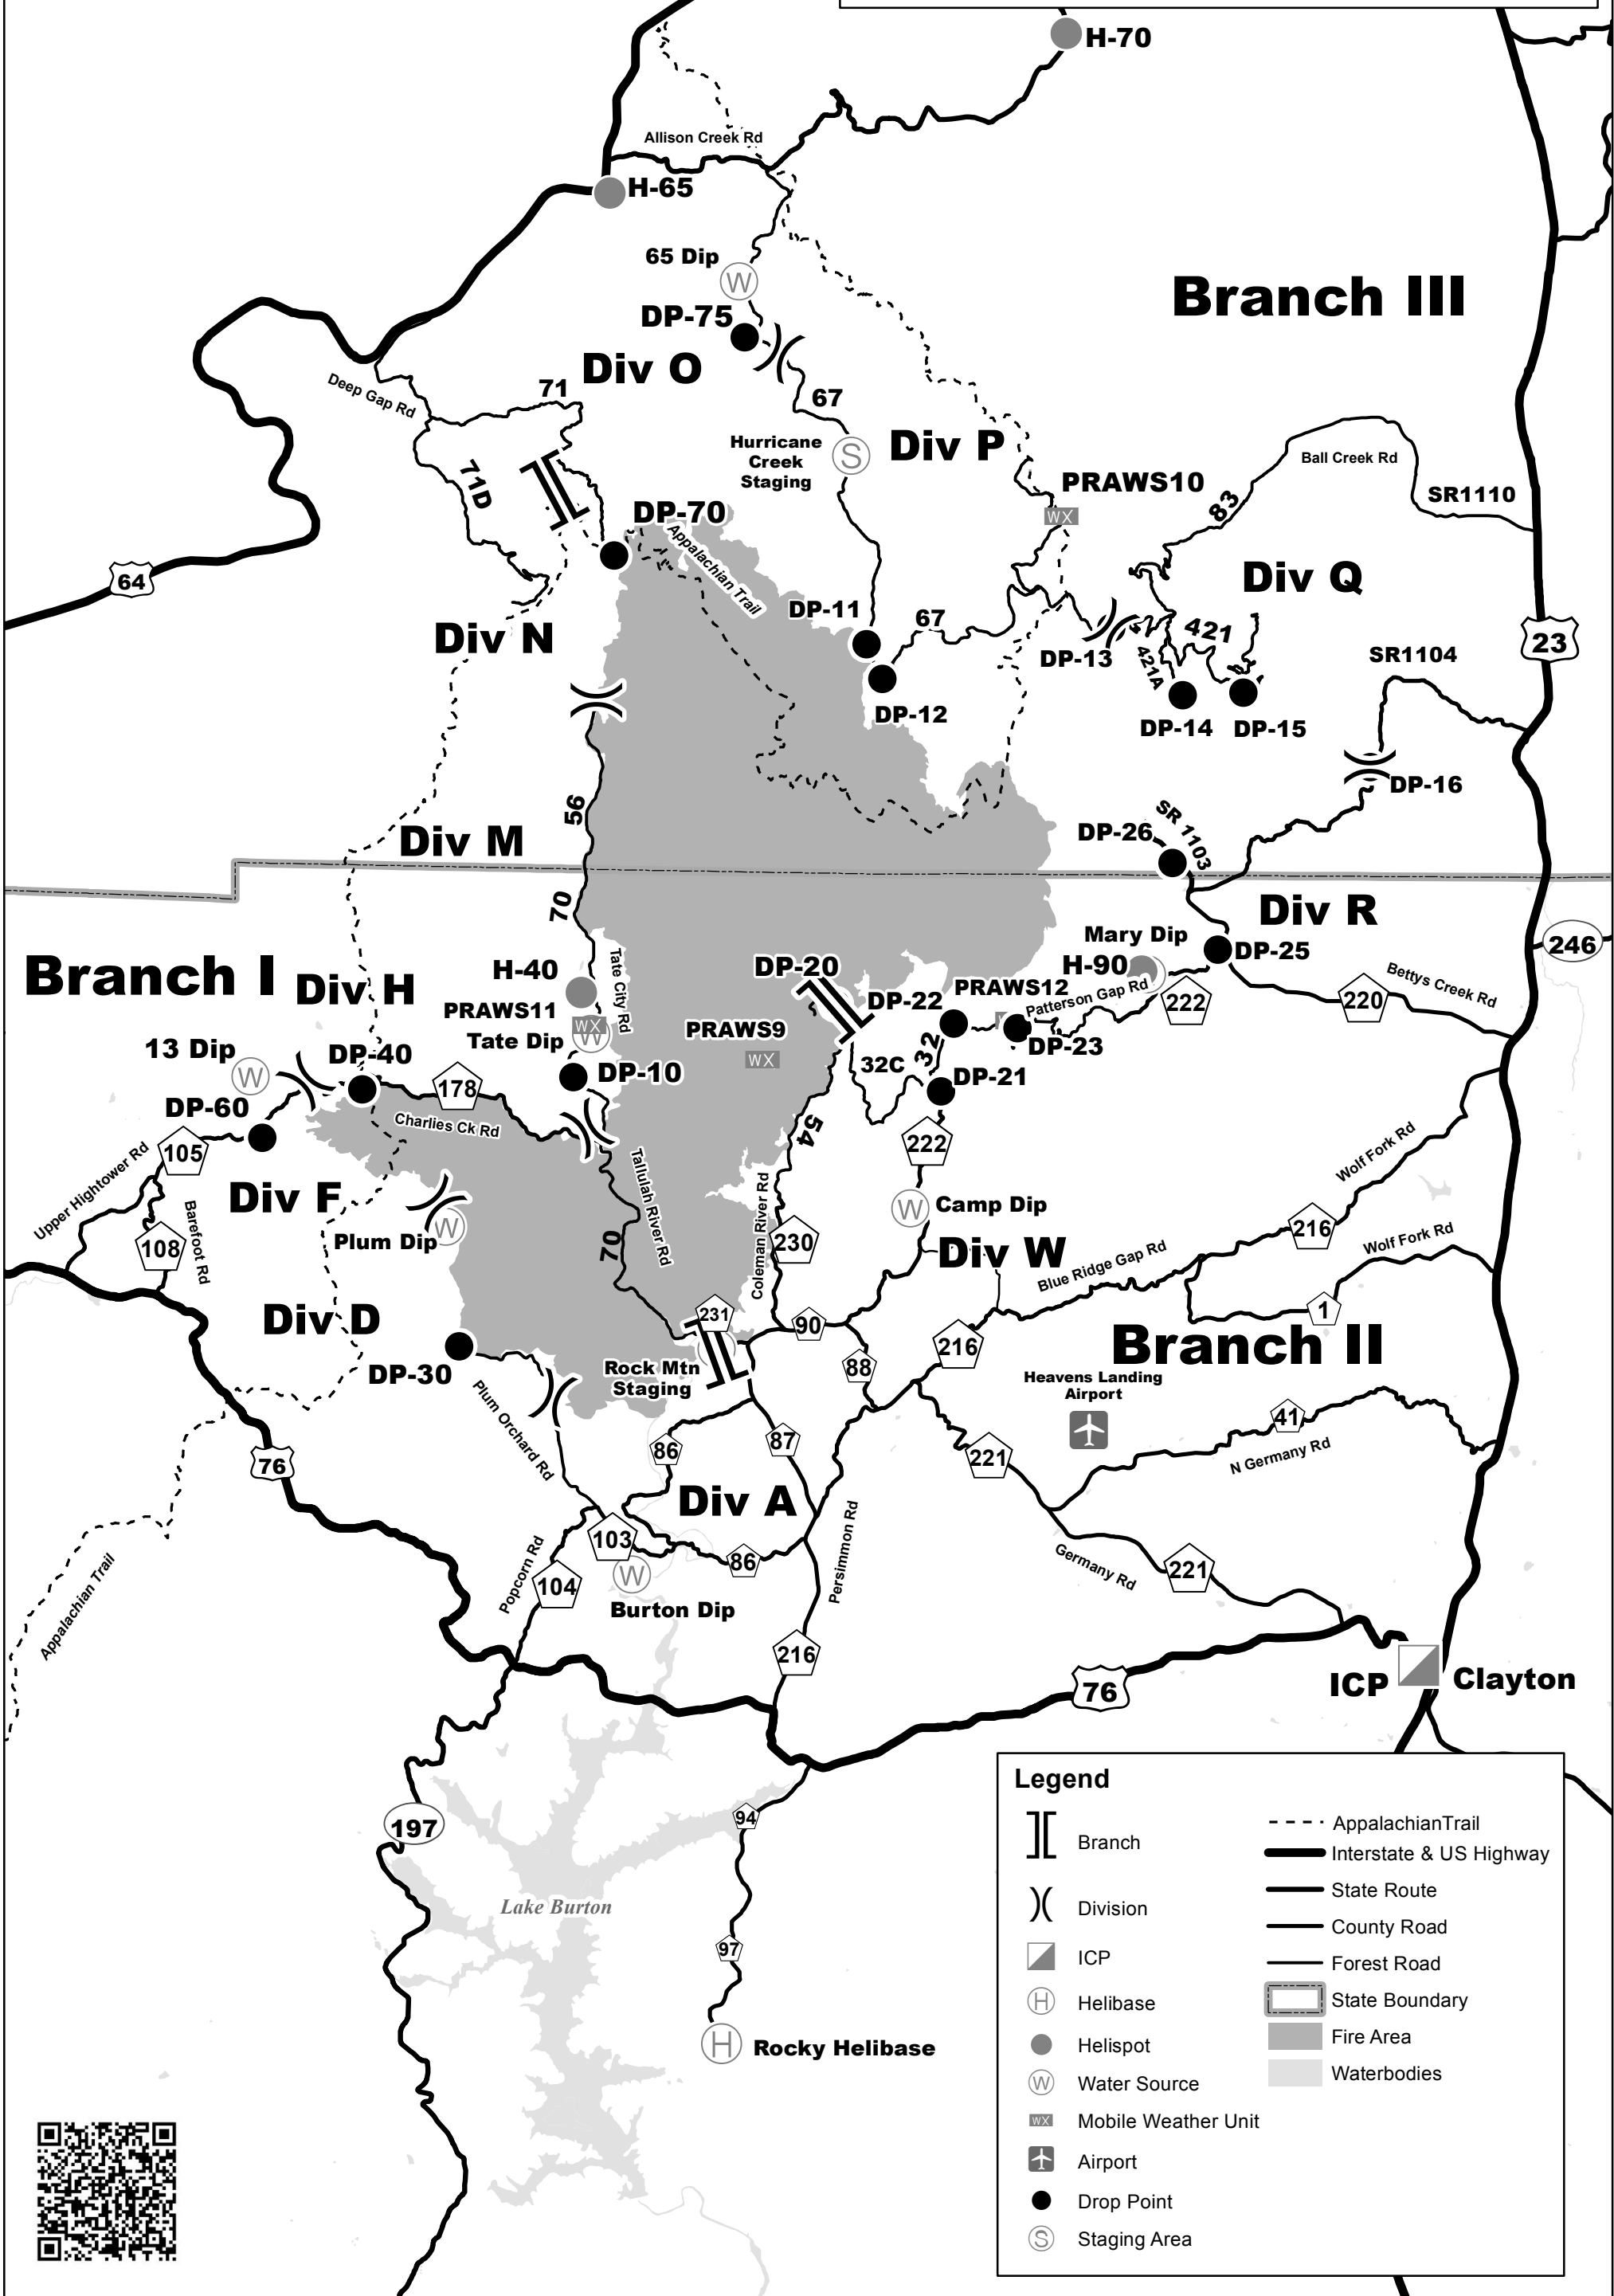 H-70
Allison Creek Rd
H-65
65 Dip
W
Branch III
DP-75
Div O
Deep Gap Rd
71
67
Hurricane
Creek
Staging
S
Div P
Ball Creek Rd
PRAWS10
WX
83
SR1110
71D
DP-70
Appalachian Trail
64
Div Q
DP-11
67
Div N
DP-13
421
421A
23
SR1104
DP-12
DP-14
DP-15
DP-16
56
SR 1103
DP-26
Div M
70
Div R
Branch I
Div H
H-40
Tate City Rd
DP-20
Mary Dip
H-90
DP-25
246
Bettys Creek Rd
PRAWS11
WX
Tate Dip
W
PRAWS9
WX
DP-22
PRAWS12
Patterson Gap Rd
222
220
13 Dip
W
DP-40
DP-10
32C
32
DP-23
DP-21
DP-60
178
Charlies Ck Rd
54
105
Upper Hightower Rd
222
Wolf Fork Rd
Div F
Barefoot Rd
108
Plum Dip
W
Tallulah River Rd
70
Coleman River Rd
230
W
Camp Dip
Div W
Blue Ridge Gap Rd
216
Wolf Fork Rd
Div D
231
90
1
216
Branch II
DP-30
Rock Mtn
Staging
88
Heavens Landing
Airport
Plum Orchard Rd
76
86
87
221
41
N Germany Rd
Div A
Popcorn Rd
103
86
Persimmon Rd
Germany Rd
221
Appalachian Trail
104
W
Burton Dip
216
76
ICP
Clayton
197
94
Lake Burton
97
H
Rocky Helibase
Legend
Branch
Division
ICP
H
Helibase
Helispot
W
Water Source
WX
Mobile Weather Unit
Airport
Drop Point
S
Staging Area
AppalachianTrail
Interstate & US Highway
State Route
County Road
Forest Road
State Boundary
Fire Area
Waterbodies